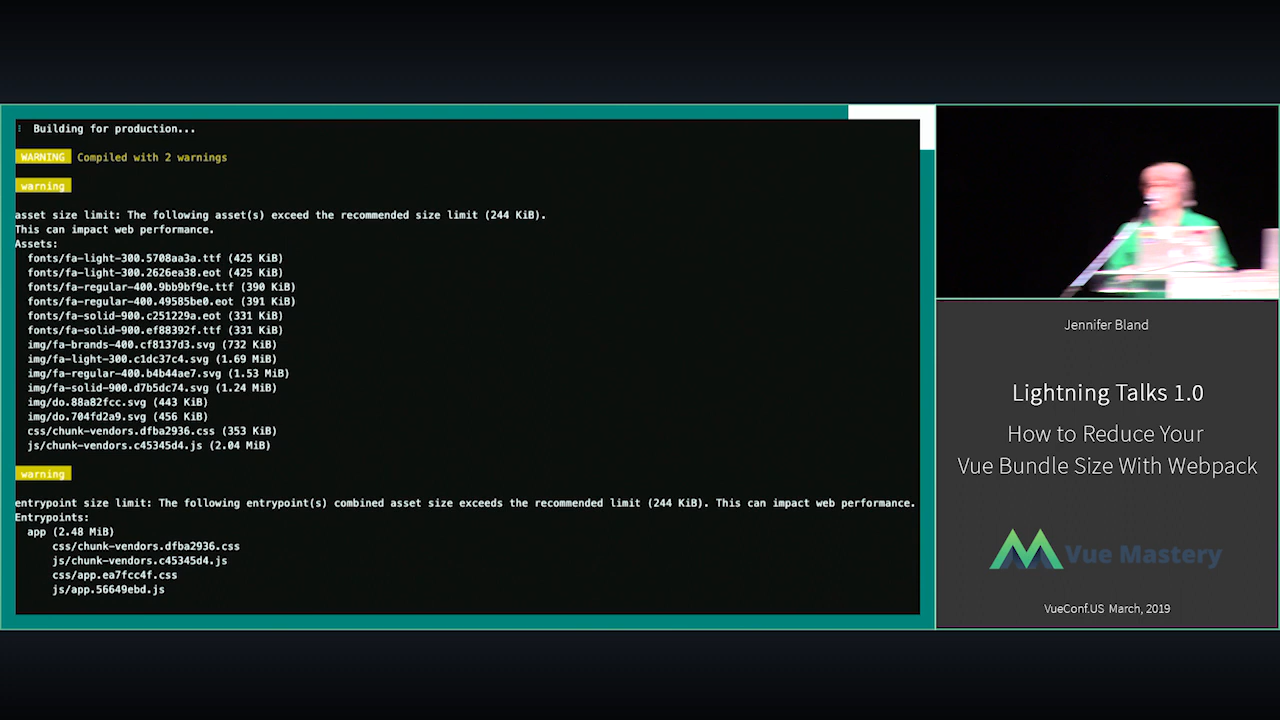 Building for production...
WARNING Compiled with 2 warnings
warning
asset size limit: The following asset(s) exceed the recommended size limit (244 KiB).
This can impact web performance.
Assets:
fonts/fa-light-300.5708aa3a.ttf (425 KiB)
fonts/fa-light-300.2626ea38.eot (425 KiB)
fonts/fa-regular-400.9bb9bf9e.ttf (390 KiB)
fonts/fa-regular-400.49585be0.eot (391 KiB)
fonts/fa-solid-900.c251229a.eot (331 KiB)
fonts/fa-solid-900.ef88392f.ttf (331 KiB)
img/fa-brands-400.cf8137d3.svg (732 KiB)
img/fa-light-300.c1dc37c4.svg (1.69 MiB)
img/fa-regular-400.b4b44ae7.svg (1.53 MiB)
img/fa-solid-900.d7b5dc74.svg (1.24 MiB)
img/do.88a82fcc.svg (443 KiB)
img/do.704fd2a9.svg (456 KiB)
css/chunk-vendors.dfba2936.css (353 KiB)
js/chunk-vendors.c45345d4.js (2.04 MiB)
warning
entrypoint size limit: The following entrypoint(s) combined asset size exceeds the recommended limit (244 KiB). This can impact web performance.
Entrypoints:
app (2.48 MiB)
css/chunk-vendors.dfba2936.css
js/chunk-vendors.c45345d4.js
css/app.ea7fcc4f.css
js/app.56649ebd.js
Jennifer Bland
Lightning Talks 1.0
How to Reduce Your
Vue Bundle Size With Webpack
Vue Mastery
VueConf.US March, 2019